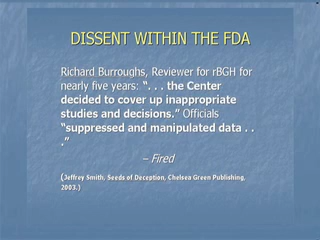 DISSENT WITHIN THE FDA
Richard Burroughs, Reviewer for rBGH for
nearly five years: “. . . the Center
decided to cover up inappropriate
studies and decisions.” Officials
“suppressed and manipulated data . .
.”
– Fired
(Jeffrey Smith, Seeds of Deception, Chelsea Green Publishing,
2003.)